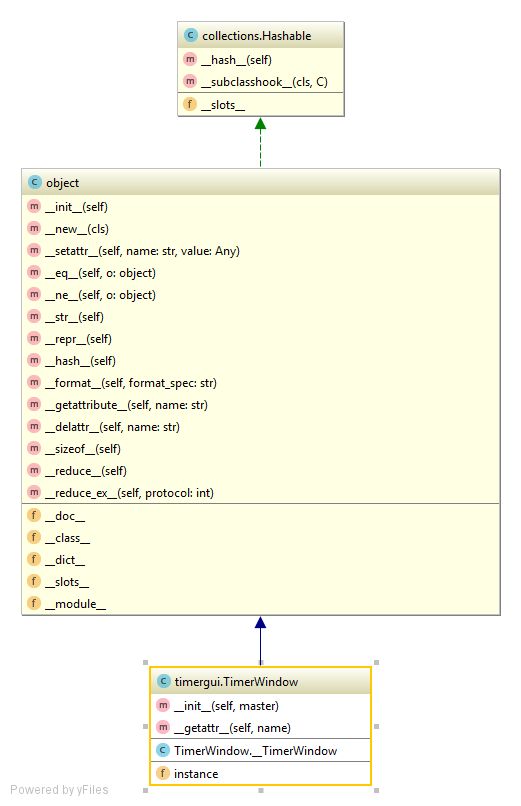 C collections.Hashable
m __hash__(self)
m __subclasshook__(cls, C)
f __slots__
C object
m __init__(self)
m __new__(cls)
m __setattr__(self, name: str, value: Any)
m __eq__(self, o: object)
m __ne__(self, o: object)
m __str__(self)
m __repr__(self)
m __hash__(self)
m __format__(self, format_spec: str)
m __getattribute__(self, name: str)
m __delattr__(self, name: str)
m __sizeof__(self)
m __reduce__(self)
m __reduce_ex__(self, protocol: int)
f __doc__
f __class__
f __dict__
f __slots__
f __module__
C timergui.TimerWindow
m __init__(self, master)
m __getattr__(self, name)
C TimerWindow.__TimerWindow
f instance
Powered by yFiles